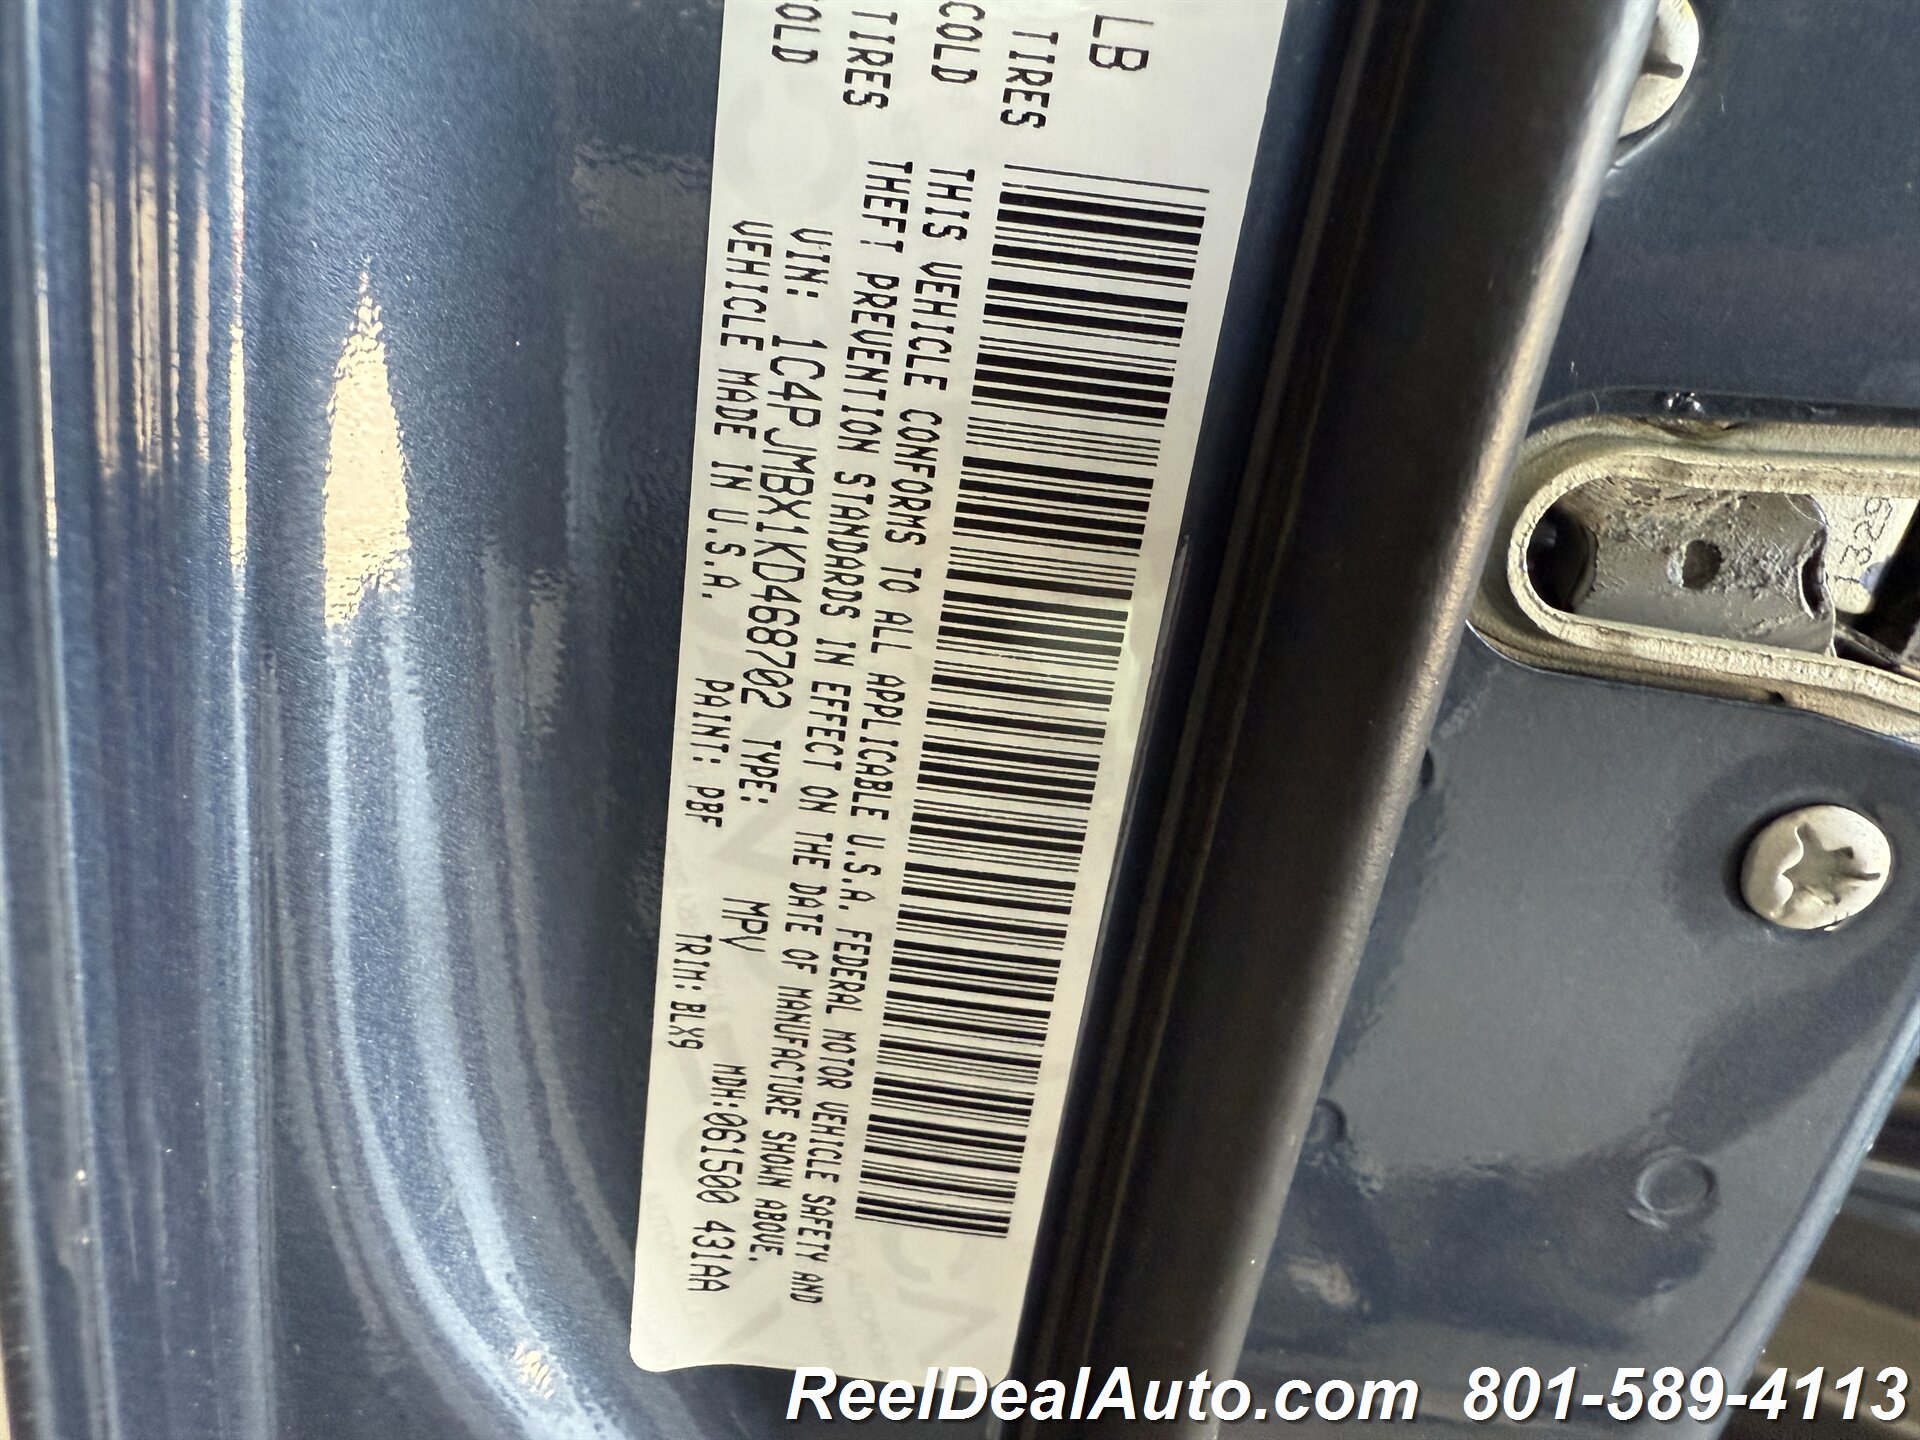 LB
TIRES
COLD
TIRES
COLD
THIS VEHICLE CONFORMS TO ALL APPLICABLE U.S.A. FEDERAL MOTOR VEHICLE SAFETY AND
THEFT PREVENTION STANDARDS IN EFFECT ON THE DATE OF MANUFACTURE SHOWN ABOVE.
VIN: 1C4PJMBX1KD468702 TYPE: MPV MDH:061500 431AA
VEHICLE MADE IN U.S.A. PAINT: PBF TRIM: BLX9
1329
ReelDealAuto.com 801-589-4113